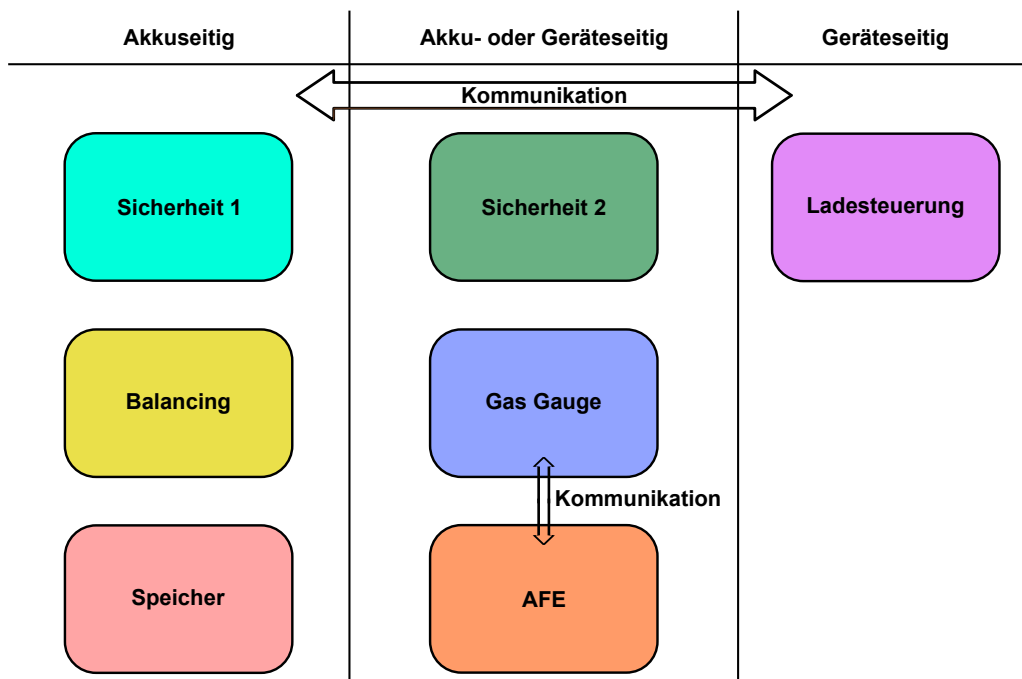 Akkuseitig
Akku- oder Geräteseitig
Geräteseitig
Kommunikation
Sicherheit 1
Sicherheit 2
Ladesteuerung
Balancing
Gas Gauge
Kommunikation
Speicher
AFE